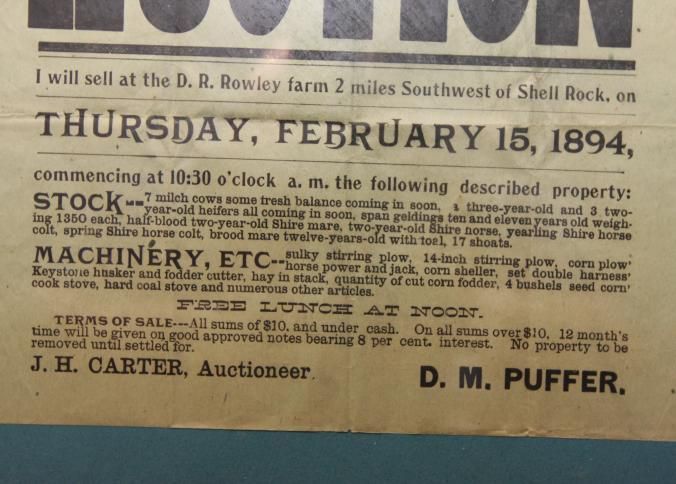 AUCTION
I will sell at the D. R. Rowley farm 2 miles Southwest of Shell Rock, on
THURSDAY, FEBRUARY 15, 1894,
commencing at 10:30 o'clock a. m. the following described property:
STOCK--7 milch cows some fresh balance coming in soon, 1 three-year-old and 3 two-
year-old heifers all coming in soon, span geldings ten and eleven years old weigh-
ing 1350 each, half-blood two-year-old Shire mare, two-year-old Shire norse, yearling Shire horse
colt, spring Shire horse colt, brood mare twelve-years-old with toel, 17 shoats.
MACHINERY, ETC--sulky stirring plow, 14-inch stirring plow, corn plow
horse power and jack, corn sheller, set double harness
Keystone husker and fodder cutter, hay in stack, quantity of cut corn fodder, 4 bushels seed corn
cook stove, hard coal stove and numerous other articles.
FREE LUNCH AT NOON.
TERMS OF SALE---All sums of $10, and under cash. On all sums over $10, 12 month's
time will be given on good approved notes bearing 8 per cent. interest. No property to be
removed until settled for.
J. H. CARTER, Auctioneer.
D. M. PUFFER.